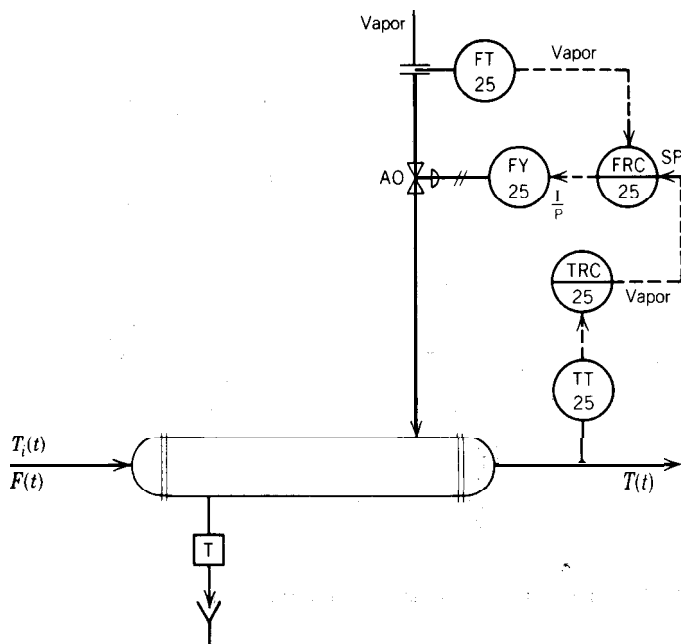 Vapor
FT
25
Vapor
AO
FY
25
I
P
FRC
25
SP
TRC
25
Vapor
TT
25
T_i(t)
F(t)
T(t)
T